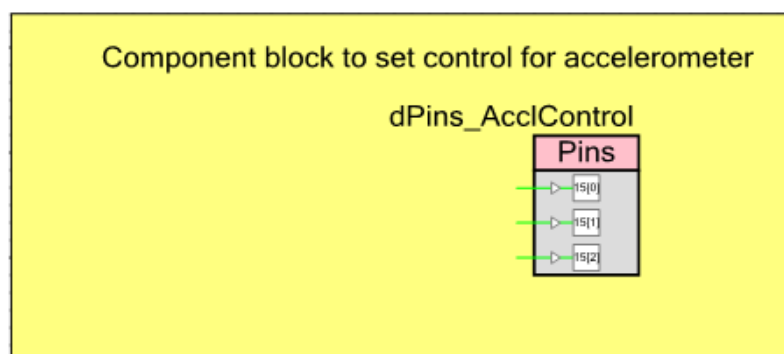 Component block to set control for accelerometer
dPins_AcclControl
Pins
15[0]
15[1]
15[2]